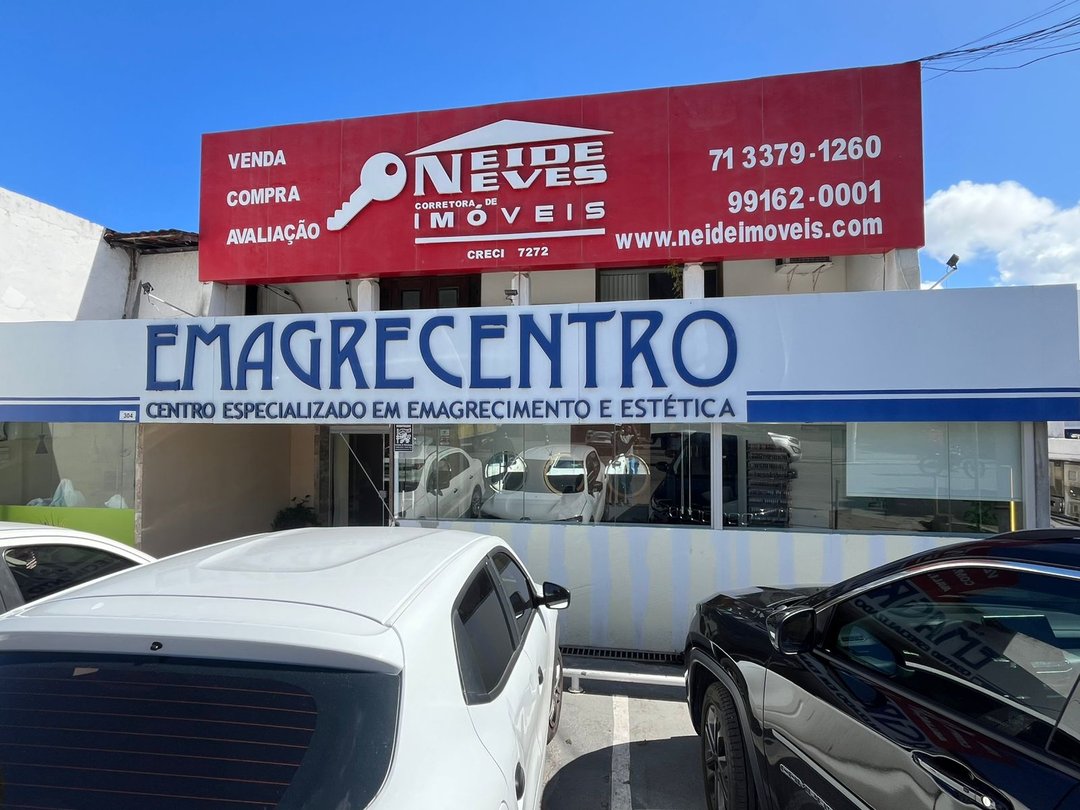 VENDA
COMPRA
AVALIAÇÃO
NEIDE
NEVES
CORRETORA DE
IMÓVEIS
CRECI 7272
71 3379-1260
99162-0001
www.neideimoveis.com
EMAGRECENTRO
304
CENTRO ESPECIALIZADO EM EMAGRECIMENTO E ESTÉTICA